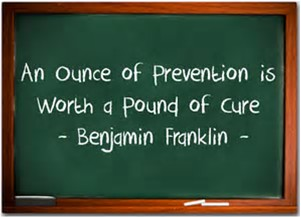 An Ounce of Prevention is
Worth a Pound of Cure
- Benjamin Franklin -